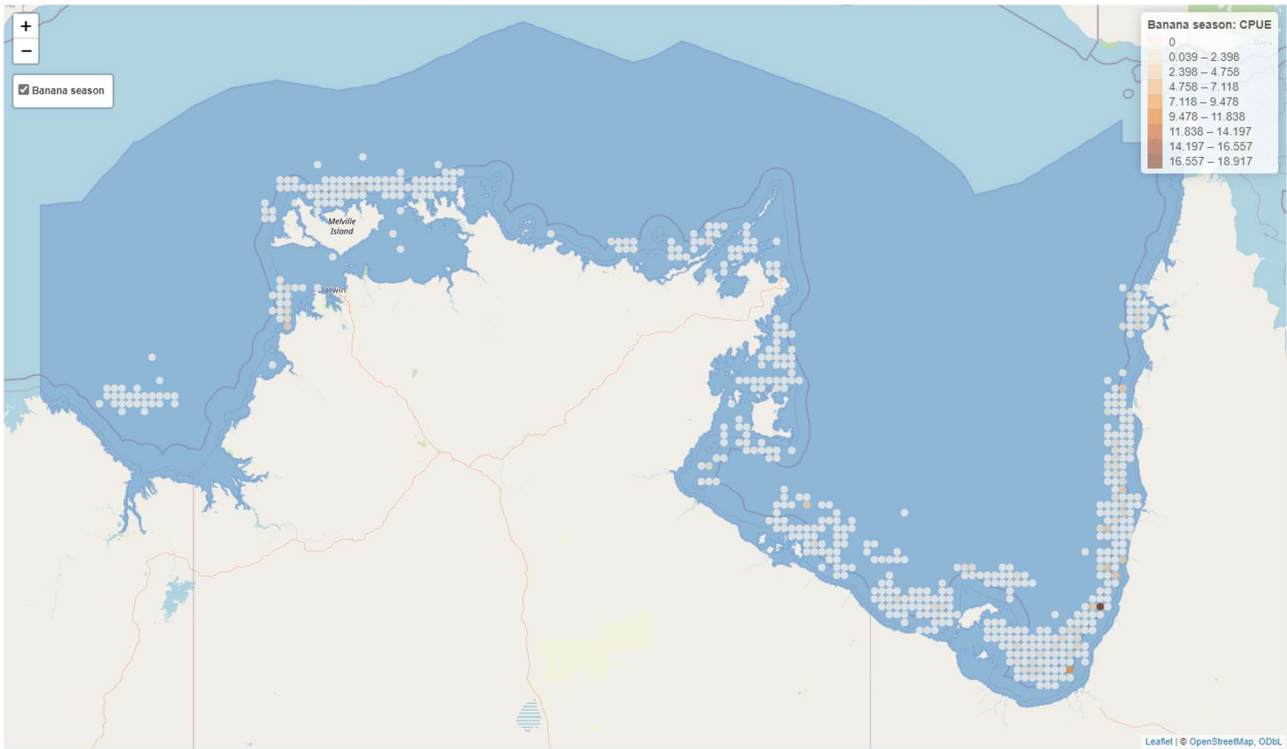 +
−
Banana season
Banana season: CPUE
0
0.039 – 2.398
2.398 – 4.758
4.758 – 7.118
7.118 – 9.478
9.478 – 11.838
11.838 – 14.197
14.197 – 16.557
16.557 – 18.917
Melville
Island
Darwin
Leaflet | © OpenStreetMap, ODbL